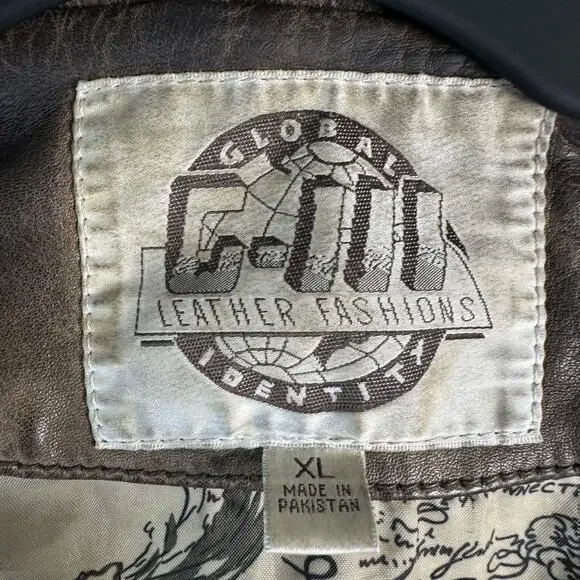 GLOBAL
G-III
LEATHER FASHIONS
IDENTITY
XL
MADE IN
PAKISTAN